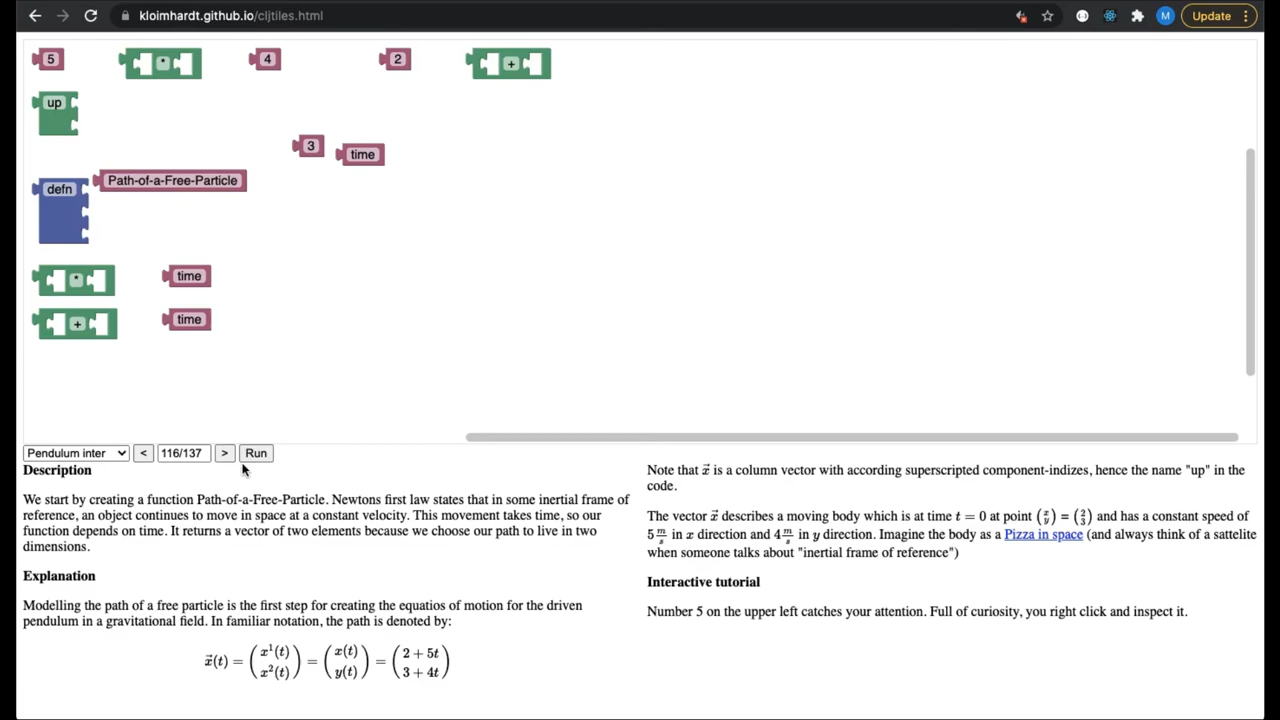 kloimhardt.github.io/cljtiles.html
M
Update
5
*
4
2
+
up
3
time
Path-of-a-Free-Particle
defn
*
time
+
time
Pendulum inter
<
116/137
>
Run
Description
We start by creating a function Path-of-a-Free-Particle. Newtons first law states that in some inertial frame of
reference, an object continues to move in space at a constant velocity. This movement takes time, so our
function depends on time. It returns a vector of two elements because we choose our path to live in two
dimensions.
Explanation
Modelling the path of a free particle is the first step for creating the equatios of motion for the driven
pendulum in a gravitational field. In familiar notation, the path is denoted by:
x⃗(t) = (x¹(t) x²(t)) = (x(t) y(t)) = (2 + 5t 3 + 4t)
Note that x⃗ is a column vector with according superscripted component-indizes, hence the name "up" in the
code.
The vector x⃗ describes a moving body which is at time t = 0 at point (x y) = (2 3) and has a constant speed of
5 m/s in x direction and 4 m/s in y direction. Imagine the body as a Pizza in space (and always think of a sattelite
when someone talks about "inertial frame of reference")
Interactive tutorial
Number 5 on the upper left catches your attention. Full of curiosity, you right click and inspect it.